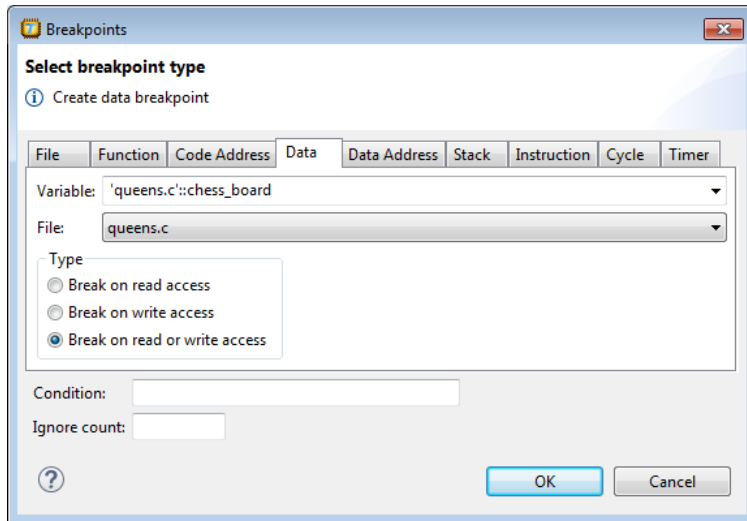 Breakpoints
Select breakpoint type
Create data breakpoint
File Function Code Address Data Data Address Stack Instruction Cycle Timer
Variable: 'queens.c'::chess_board
File: queens.c
Type
Break on read access
Break on write access
Break on read or write access
Condition:
Ignore count:
? OK Cancel